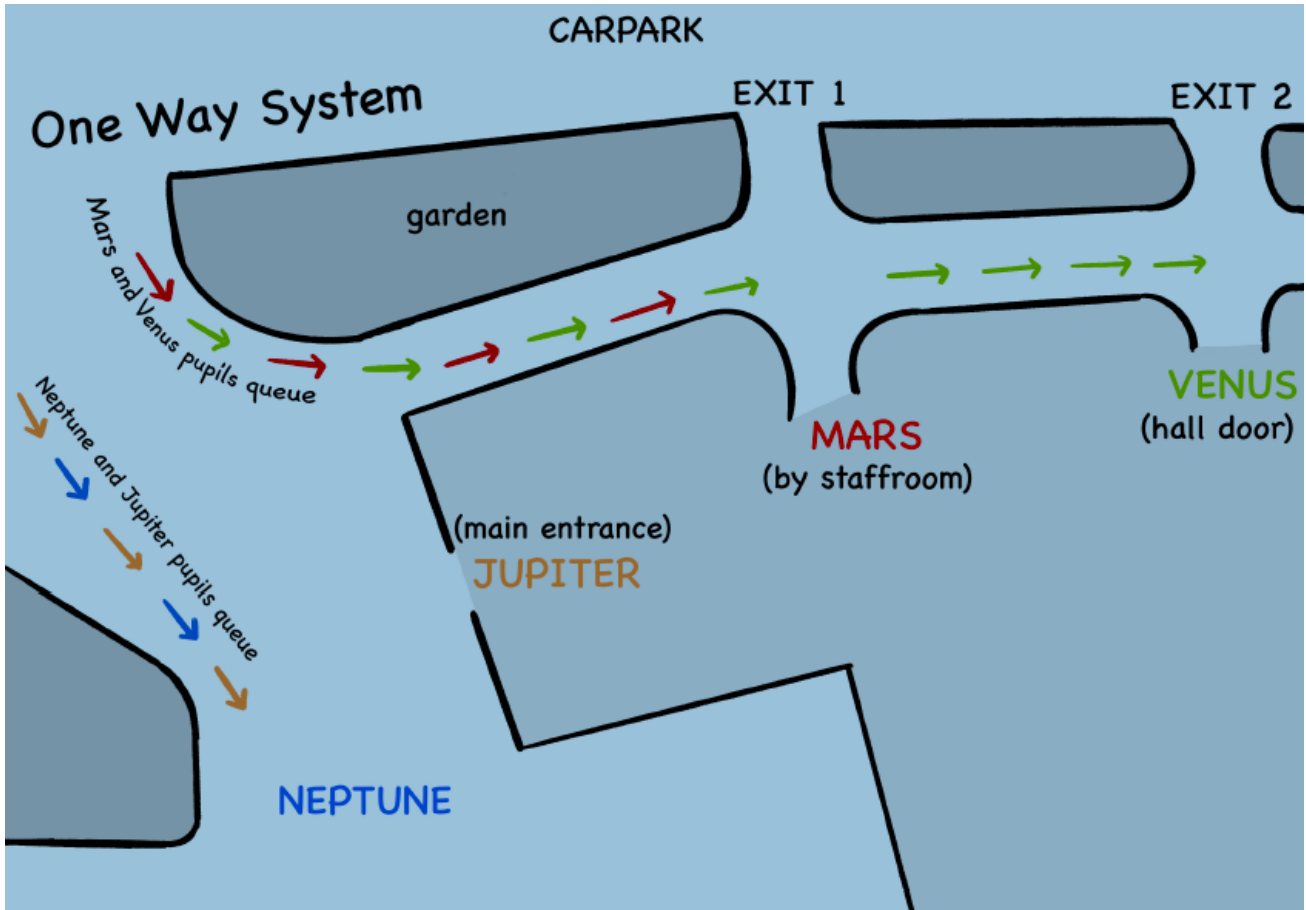 CARPARK
One Way System
EXIT 1
EXIT 2
garden
Mars and Venus pupils queue
Neptune and Jupiter pupils queue
VENUS
(hall door)
MARS
(by staffroom)
(main entrance)
JUPITER
NEPTUNE